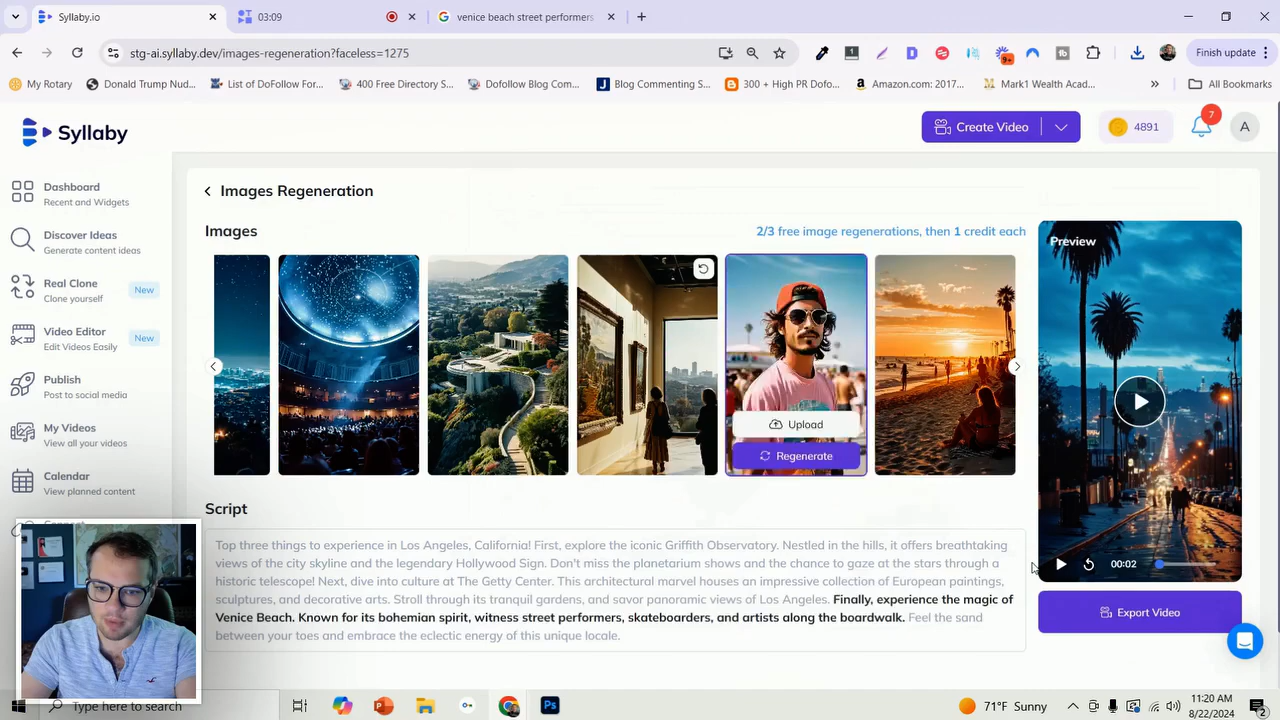 Syllaby.io
03:09
venice beach street performers
stg-ai.syllaby.dev/images-regeneration?faceless=1275
9+
Finish update
My Rotary
Donald Trump Nud...
List of DoFollow For...
400 Free Directory S...
Dofollow Blog Com...
Blog Commenting S...
300 + High PR Dofo...
Amazon.com: 2017...
Mark1 Wealth Acad...
All Bookmarks
Syllaby
Create Video
4891
7
A
Dashboard
Recent and Widgets
Discover Ideas
Generate content ideas
Real Clone
Clone yourself
New
Video Editor
Edit Videos Easily
New
Publish
Post to social media
My Videos
View all your videos
Calendar
View planned content
Images Regeneration
Images
2/3 free image regenerations, then 1 credit each
Upload
Regenerate
Preview
00:02
Export Video
Script
Top three things to experience in Los Angeles, California! First, explore the iconic Griffith Observatory. Nestled in the hills, it offers breathtaking
views of the city skyline and the legendary Hollywood Sign. Don't miss the planetarium shows and the chance to gaze at the stars through a
historic telescope! Next, dive into culture at The Getty Center. This architectural marvel houses an impressive collection of European paintings,
sculptures, and decorative arts. Stroll through its tranquil gardens, and savor panoramic views of Los Angeles. Finally, experience the magic of
Venice Beach. Known for its bohemian spirit, witness street performers, skateboarders, and artists along the boardwalk. Feel the sand
between your toes and embrace the eclectic energy of this unique locale.
Type here to search
71°F Sunny
11:20 AM
8/22/2024
2